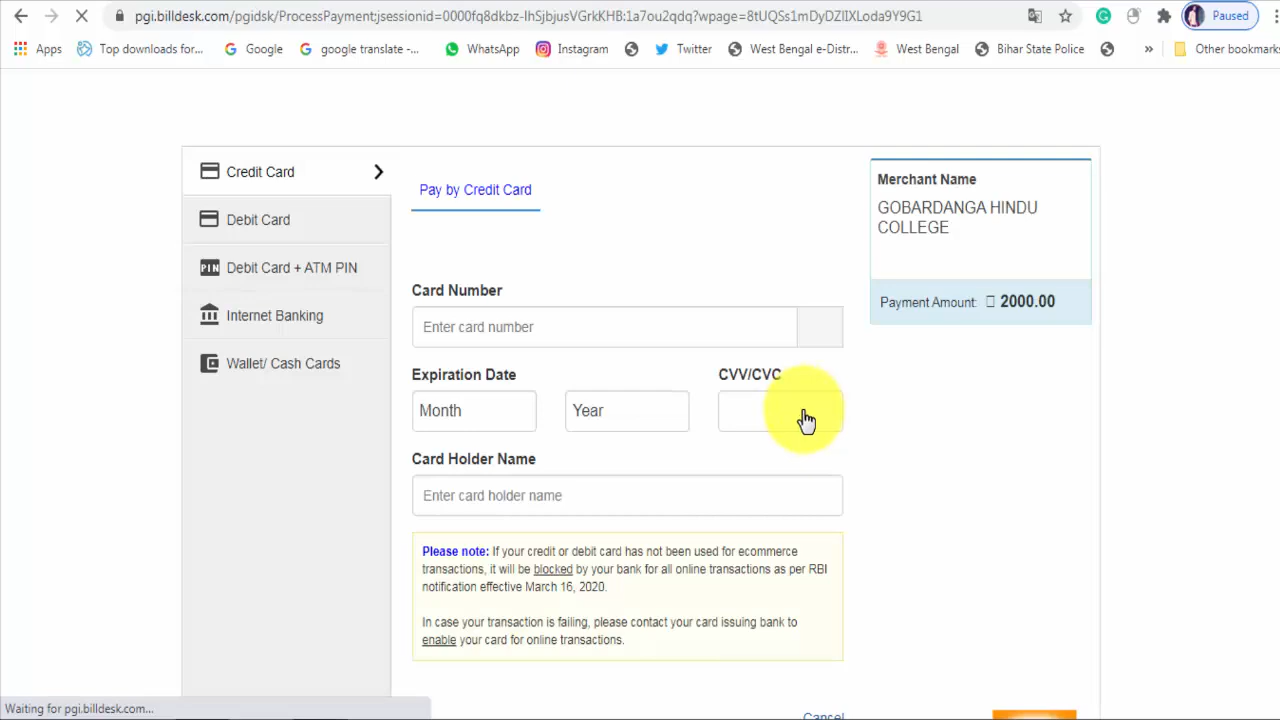 pgi.billdesk.com/pgidsk/ProcessPayment;jsessionid=0000fq8dkbz-IhSjbjusVGrkKHB:1a7ou2qdq?wpage=8tUQSs1mDyDZIlXLoda9Y9G1
Paused
Apps
Top downloads for...
Google
google translate -...
WhatsApp
Instagram
Twitter
West Bengal e-Distr...
West Bengal
Bihar State Police
»
Other bookmarks
Credit Card
Debit Card
PIN
Debit Card + ATM PIN
Internet Banking
Wallet/ Cash Cards
Pay by Credit Card
Card Number
Enter card number
Expiration Date
CVV/CVC
Month
Year
Card Holder Name
Enter card holder name
Please note: If your credit or debit card has not been used for ecommerce
transactions, it will be blocked by your bank for all online transactions as per RBI
notification effective March 16, 2020.
In case your transaction is failing, please contact your card issuing bank to
enable your card for online transactions.
Merchant Name
GOBARDANGA HINDU
COLLEGE
Payment Amount: 2000.00
Cancel
Waiting for pgi.billdesk.com...